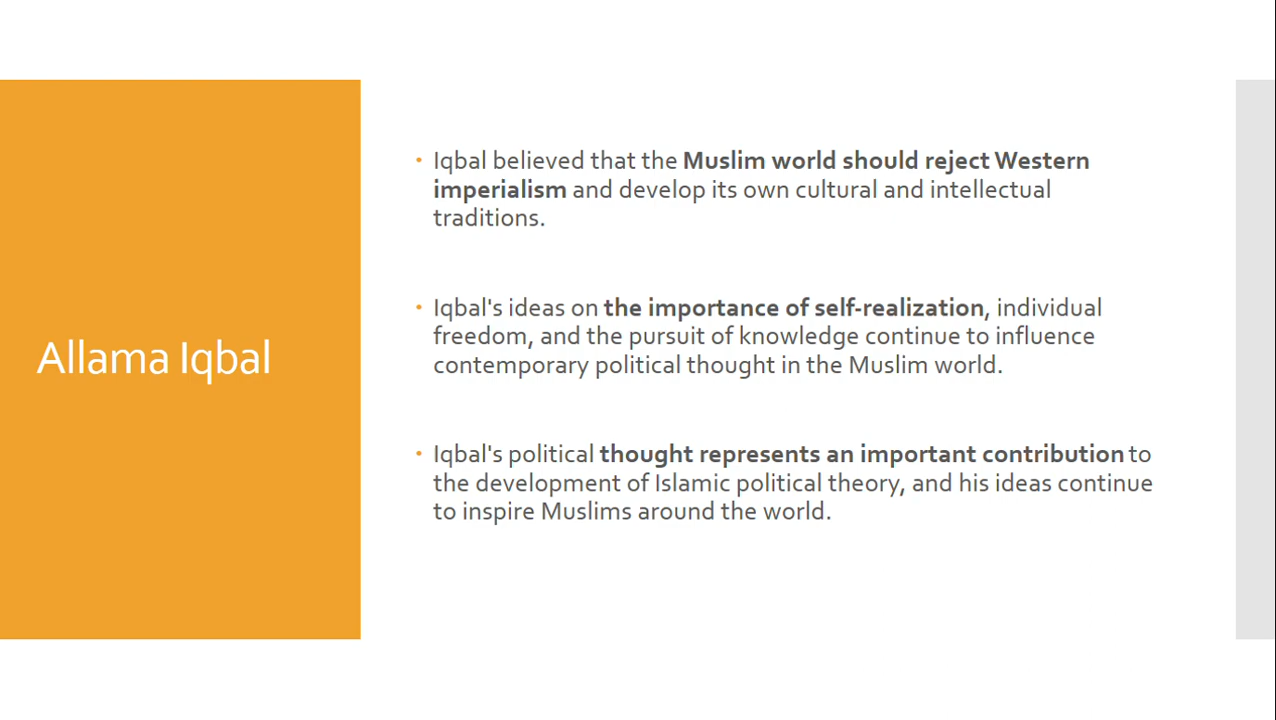 Allama Iqbal
• Iqbal believed that the Muslim world should reject Western
imperialism and develop its own cultural and intellectual
traditions.
• Iqbal's ideas on the importance of self-realization, individual
freedom, and the pursuit of knowledge continue to influence
contemporary political thought in the Muslim world.
• Iqbal's political thought represents an important contribution to
the development of Islamic political theory, and his ideas continue
to inspire Muslims around the world.